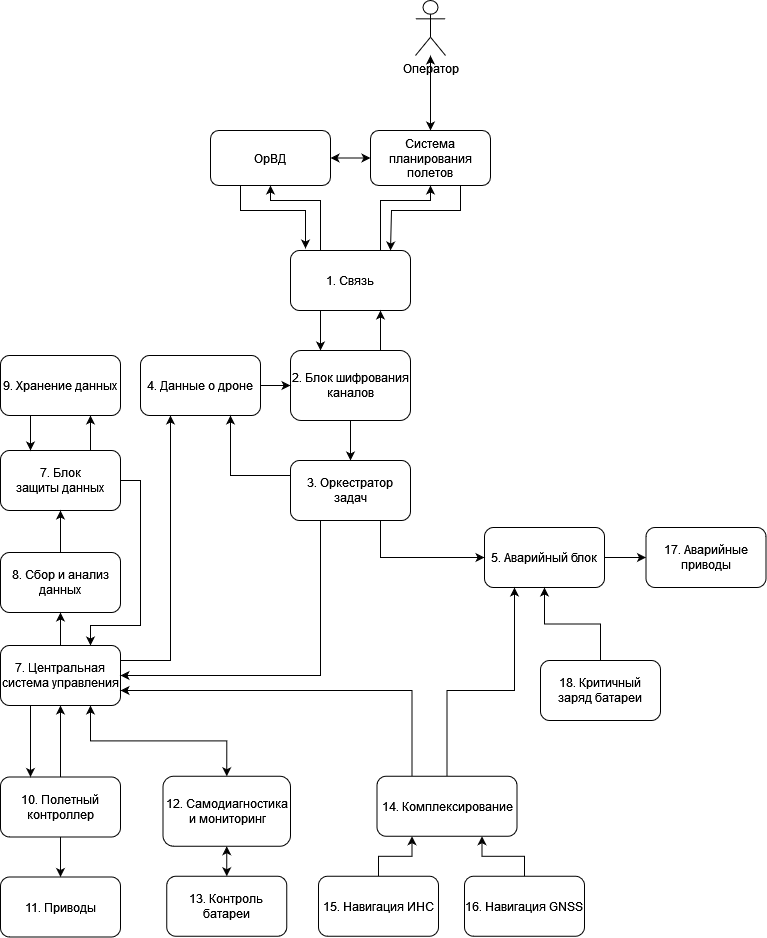 Оператор
ОрВД
Система
планирования
полетов
1. Связь
9. Хранение данных
4. Данные о дроне
2. Блок шифрования
каналов
7. Блок
защиты данных
3. Оркестратор
задач
5. Аварийный блок
17. Аварийные
приводы
8. Сбор и анализ
данных
7. Центральная
система управления
18. Критичный
заряд батареи
10. Полетный
контроллер
12. Самодиагностика
и мониторинг
14. Комплексирование
11. Приводы
13. Контроль
батареи
15. Навигация ИНС
16. Навигация GNSS